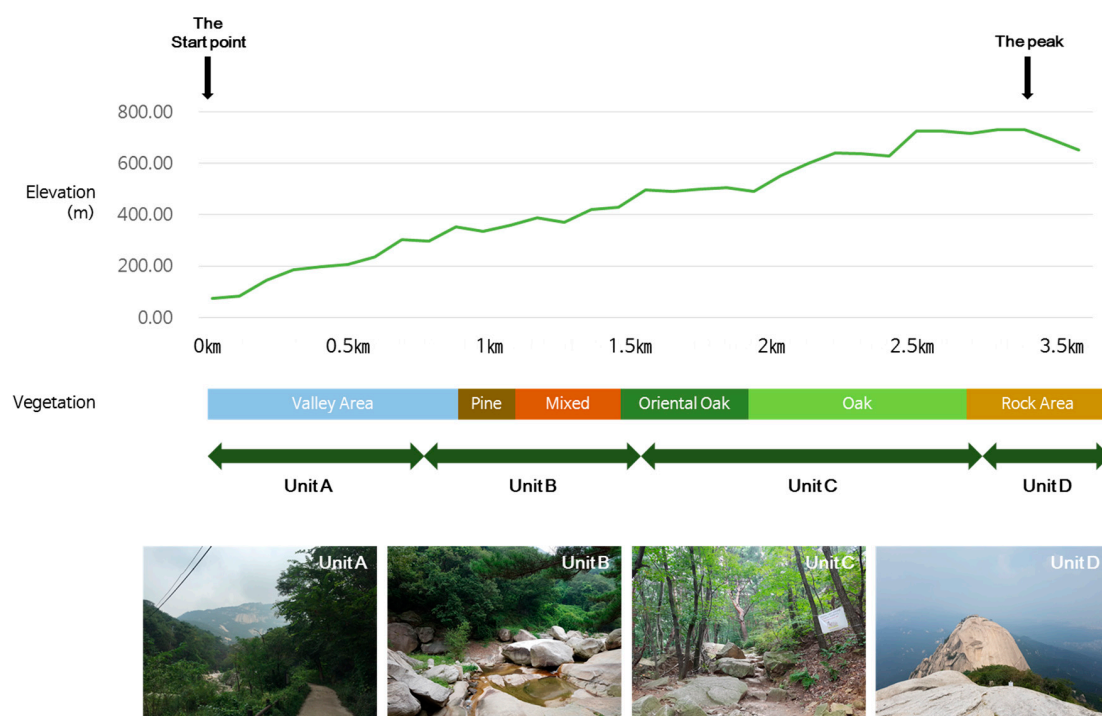 The
Start point
The peak
800.00
600.00
Elevation
(m)
400.00
200.00
0.00
0km
0.5km
1km
1.5km
2km
2.5km
3.5km
Vegetation
Valley Area
Pine
Mixed
Oriental Oak
Oak
Rock Area
Unit A
Unit B
Unit C
Unit D
Unit A
Unit B
Unit C
Unit D